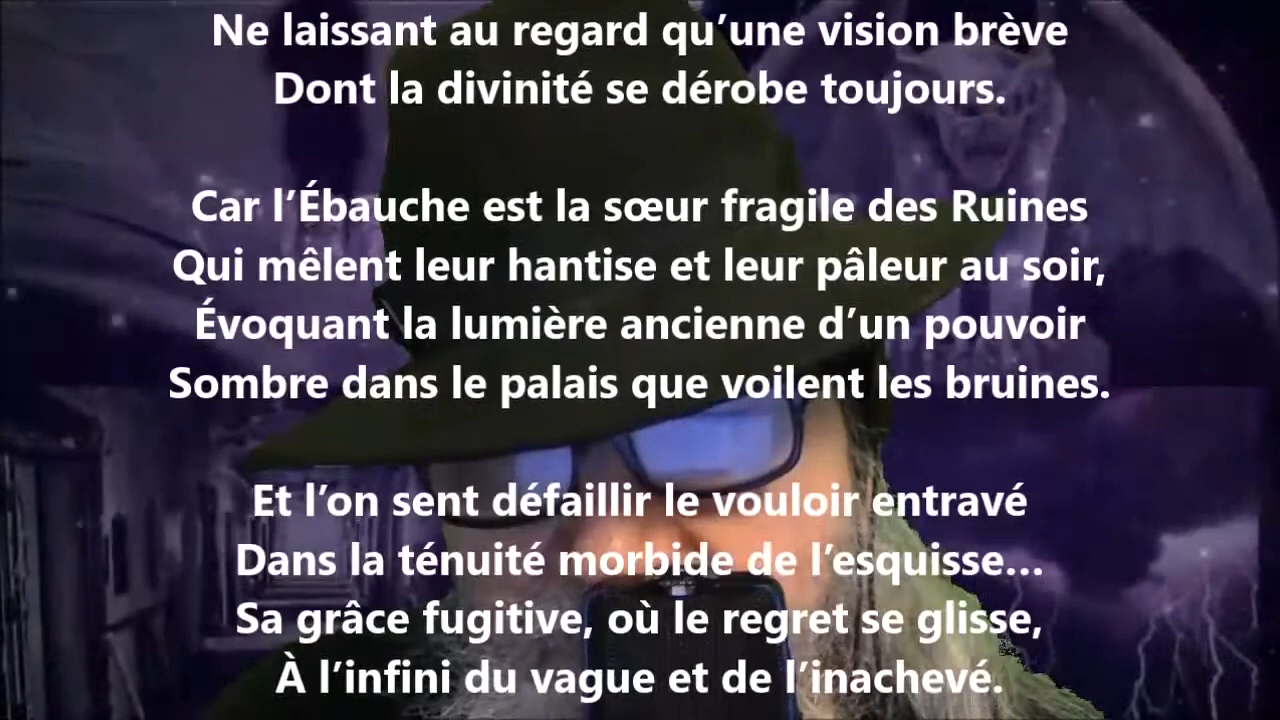 Ne laissant au regard qu’une vision brève
Dont la divinité se dérobe toujours.
Car l’Ébauche est la sœur fragile des Ruines
Qui mêlent leur hantise et leur pâleur au soir,
Évoquant la lumière ancienne d’un pouvoir
Sombre dans le palais que voilent les bruines.
Et l’on sent défaillir le vouloir entravé
Dans la ténuité morbide de l’esquisse…
Sa grâce fugitive, où le regret se glisse,
À l’infini du vague et de l’inachevé.